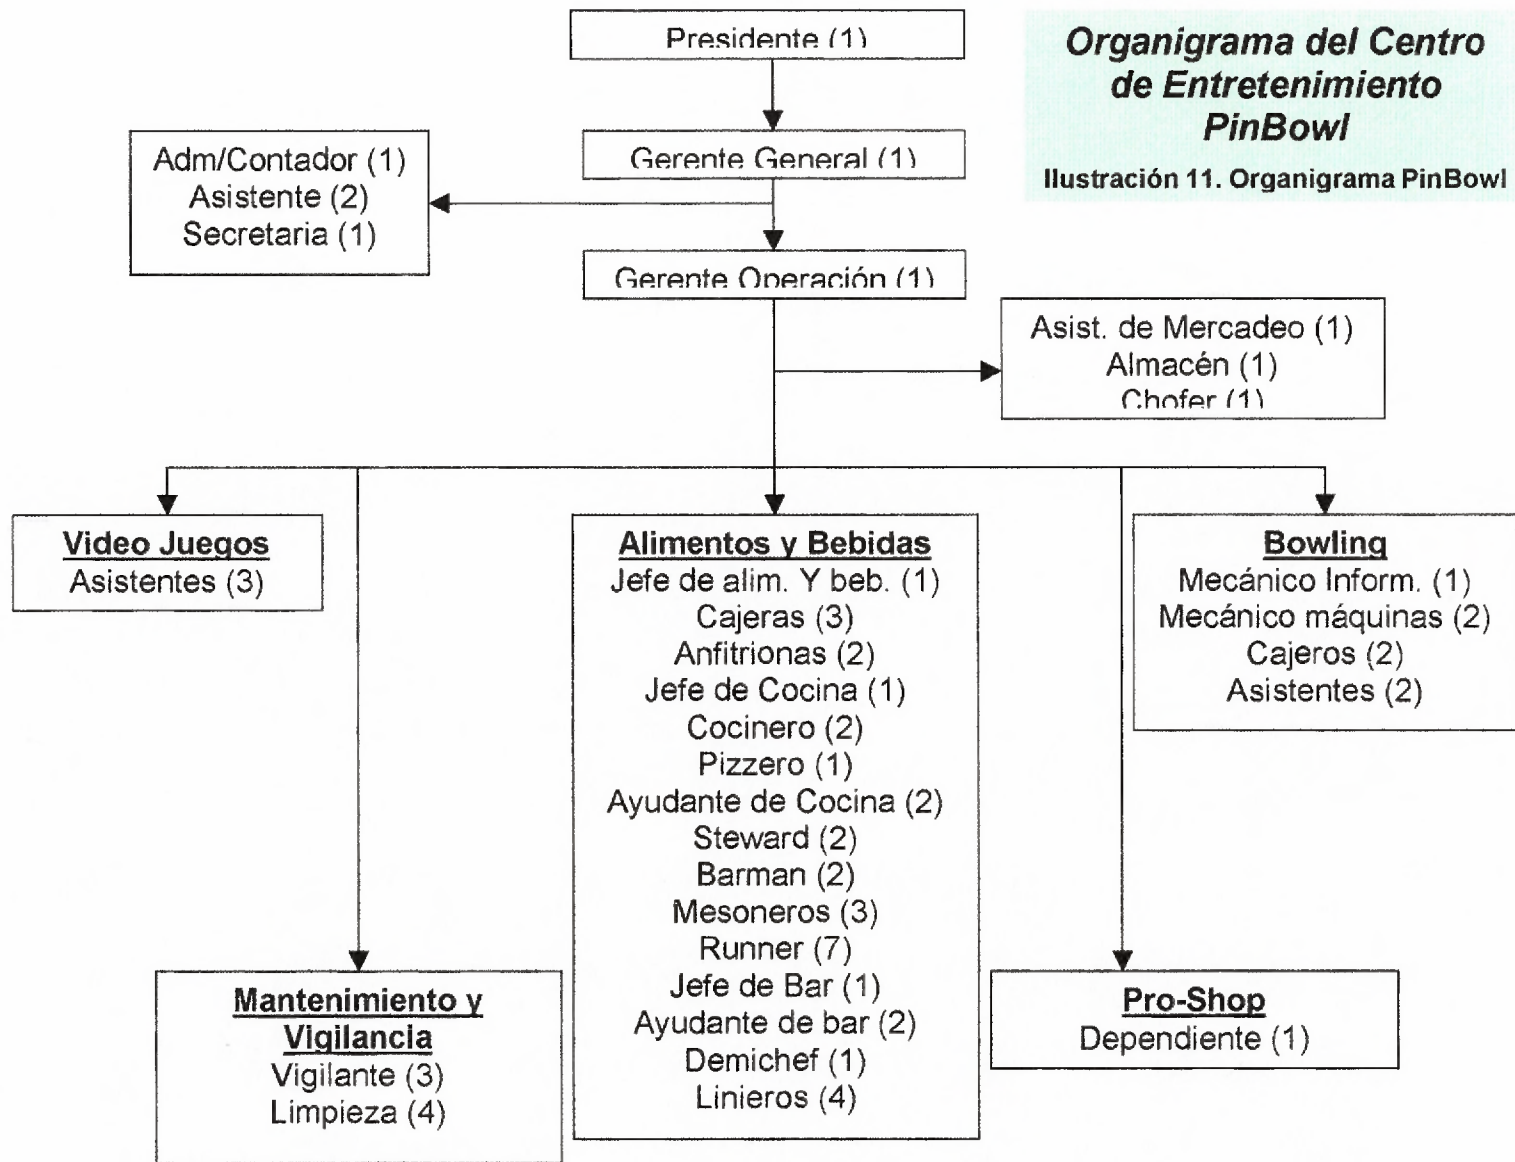 Presidente (1)
Organigrama del Centro
de Entretenimiento
PinBowl
Ilustración 11. Organigrama PinBowl
Adm/Contador (1)
Asistente (2)
Secretaria (1)
Gerente General (1)
Gerente Operación (1)
Asist. de Mercadeo (1)
Almacén (1)
Chofer (1)
Video Juegos
Asistentes (3)
Alimentos y Bebidas
Jefe de alim. Y beb. (1)
Cajeras (3)
Anfitrionas (2)
Jefe de Cocina (1)
Cocinero (2)
Pizzero (1)
Ayudante de Cocina (2)
Steward (2)
Barman (2)
Mesoneros (3)
Runner (7)
Jefe de Bar (1)
Ayudante de bar (2)
Demichef (1)
Linieros (4)
Bowling
Mecánico Inform. (1)
Mecánico máquinas (2)
Cajeros (2)
Asistentes (2)
Mantenimiento y
Vigilancia
Vigilante (3)
Limpieza (4)
Pro-Shop
Dependiente (1)